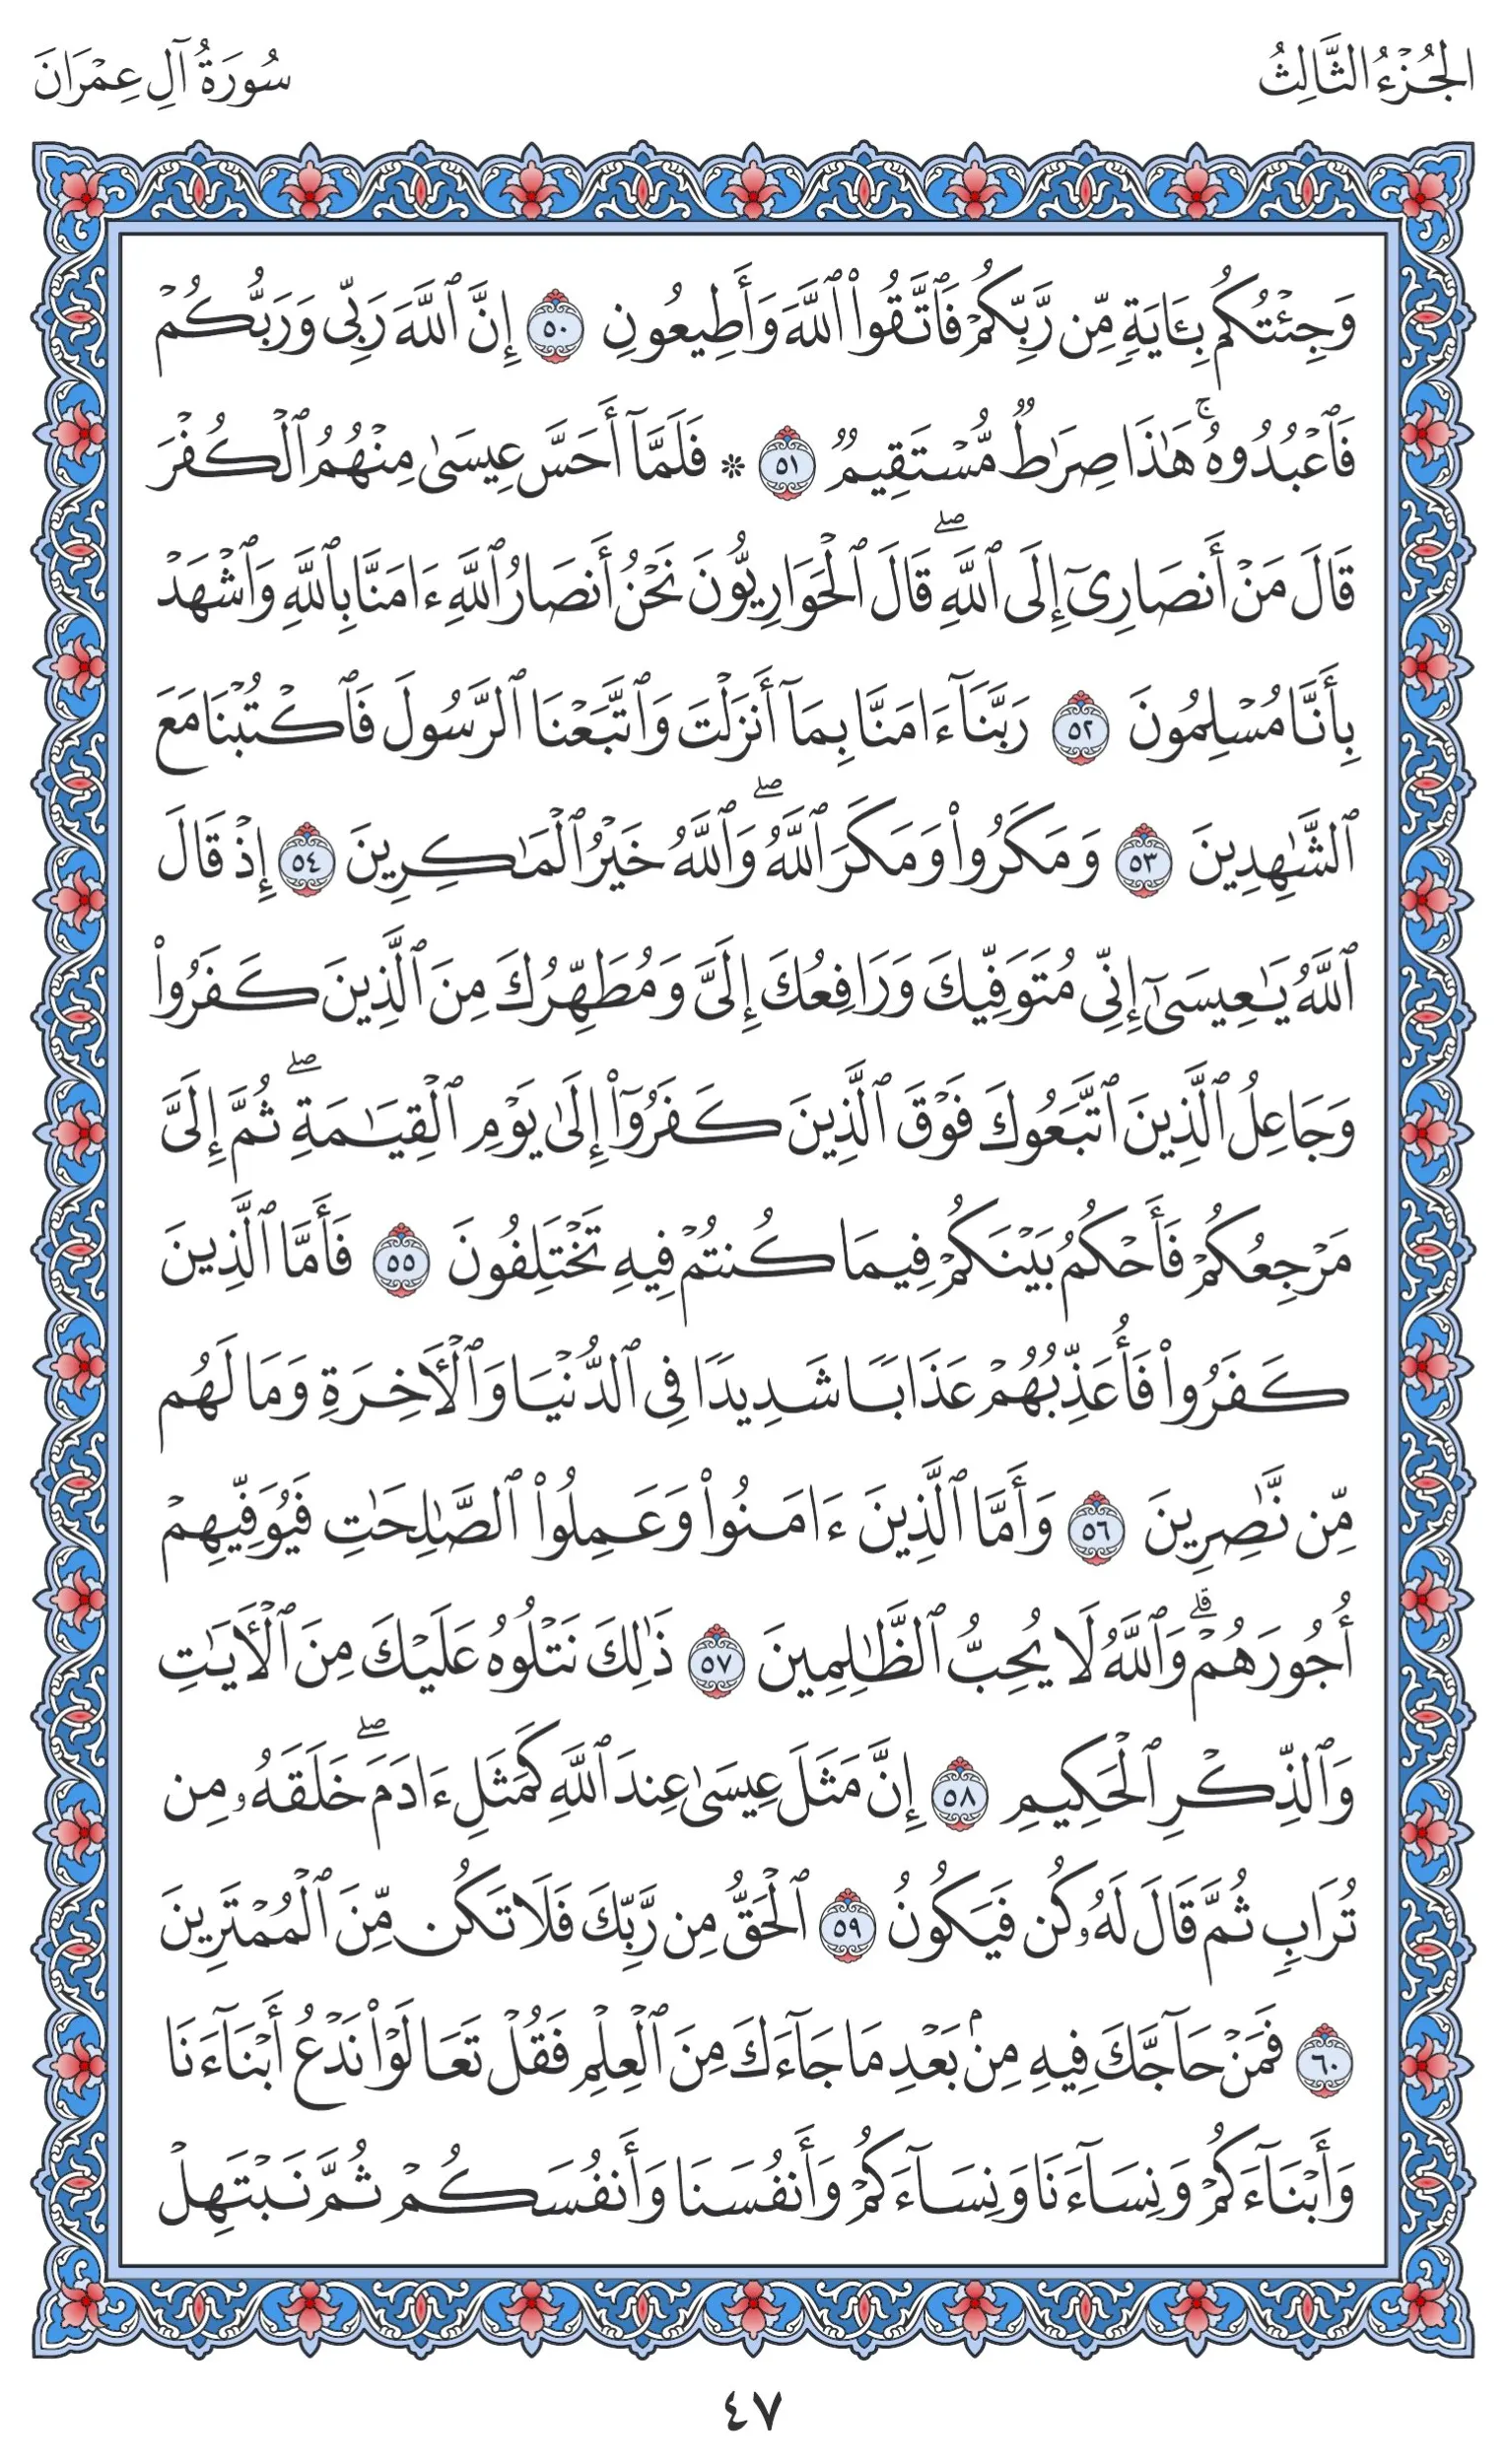 الجُزْءُ الثَّالِثُ
سُورَةُ آلِ عِمْرَانَ
وَجِئْتُكُم بِـَٔايَةٍ مِّن رَّبِّكُمْ فَٱتَّقُوا۟ ٱللَّهَ وَأَطِيعُونِ ٥٠ إِنَّ ٱللَّهَ رَبِّى وَرَبُّكُمْ
فَٱعْبُدُوهُ ۚ هَـٰذَا صِرَٰطٌ مُّسْتَقِيمٌ ٥١ ۞ فَلَمَّآ أَحَسَّ عِيسَىٰ مِنْهُمُ ٱلْكُفْرَ
قَالَ مَنْ أَنصَارِىٓ إِلَى ٱللَّهِ ۖ قَالَ ٱلْحَوَارِيُّونَ نَحْنُ أَنصَارُ ٱللَّهِ ءَامَنَّا بِٱللَّهِ وَٱشْهَدْ
بِأَنَّا مُسْلِمُونَ ٥٢ رَبَّنَآ ءَامَنَّا بِمَآ أَنزَلْتَ وَٱتَّبَعْنَا ٱلرَّسُولَ فَٱكْتُبْنَا مَعَ
ٱلشَّـٰهِدِينَ ٥٣ وَمَكَرُوا۟ وَمَكَرَ ٱللَّهُ ۖ وَٱللَّهُ خَيْرُ ٱلْمَـٰكِرِينَ ٥٤ إِذْ قَالَ
ٱللَّهُ يَـٰعِيسَىٰٓ إِنِّى مُتَوَفِّيكَ وَرَافِعُكَ إِلَىَّ وَمُطَهِّرُكَ مِنَ ٱلَّذِينَ كَفَرُوا۟
وَجَاعِلُ ٱلَّذِينَ ٱتَّبَعُوكَ فَوْقَ ٱلَّذِينَ كَفَرُوٓا۟ إِلَىٰ يَوْمِ ٱلْقِيَـٰمَةِ ۖ ثُمَّ إِلَىَّ
مَرْجِعُكُمْ فَأَحْكُمُ بَيْنَكُمْ فِيمَا كُنتُمْ فِيهِ تَخْتَلِفُونَ ٥٥ فَأَمَّا ٱلَّذِينَ
كَفَرُوا۟ فَأُعَذِّبُهُمْ عَذَابًا شَدِيدًا فِى ٱلدُّنْيَا وَٱلْـَٔاخِرَةِ وَمَا لَهُم
مِّن نَّـٰصِرِينَ ٥٦ وَأَمَّا ٱلَّذِينَ ءَامَنُوا۟ وَعَمِلُوا۟ ٱلصَّـٰلِحَـٰتِ فَيُوَفِّيهِمْ
أُجُورَهُمْ ۗ وَٱللَّهُ لَا يُحِبُّ ٱلظَّـٰلِمِينَ ٥٧ ذَٰلِكَ نَتْلُوهُ عَلَيْكَ مِنَ ٱلْـَٔايَـٰتِ
وَٱلذِّكْرِ ٱلْحَكِيمِ ٥٨ إِنَّ مَثَلَ عِيسَىٰ عِندَ ٱللَّهِ كَمَثَلِ ءَادَمَ ۖ خَلَقَهُۥ مِن
تُرَابٍ ثُمَّ قَالَ لَهُۥ كُن فَيَكُونُ ٥٩ ٱلْحَقُّ مِن رَّبِّكَ فَلَا تَكُن مِّنَ ٱلْمُمْتَرِينَ
٦٠ فَمَنْ حَآجَّكَ فِيهِ مِنۢ بَعْدِ مَا جَآءَكَ مِنَ ٱلْعِلْمِ فَقُلْ تَعَالَوْا۟ نَدْعُ أَبْنَآءَنَا
وَأَبْنَآءَكُمْ وَنِسَآءَنَا وَنِسَآءَكُمْ وَأَنفُسَنَا وَأَنفُسَكُمْ ثُمَّ نَبْتَهِلْ
٤٧